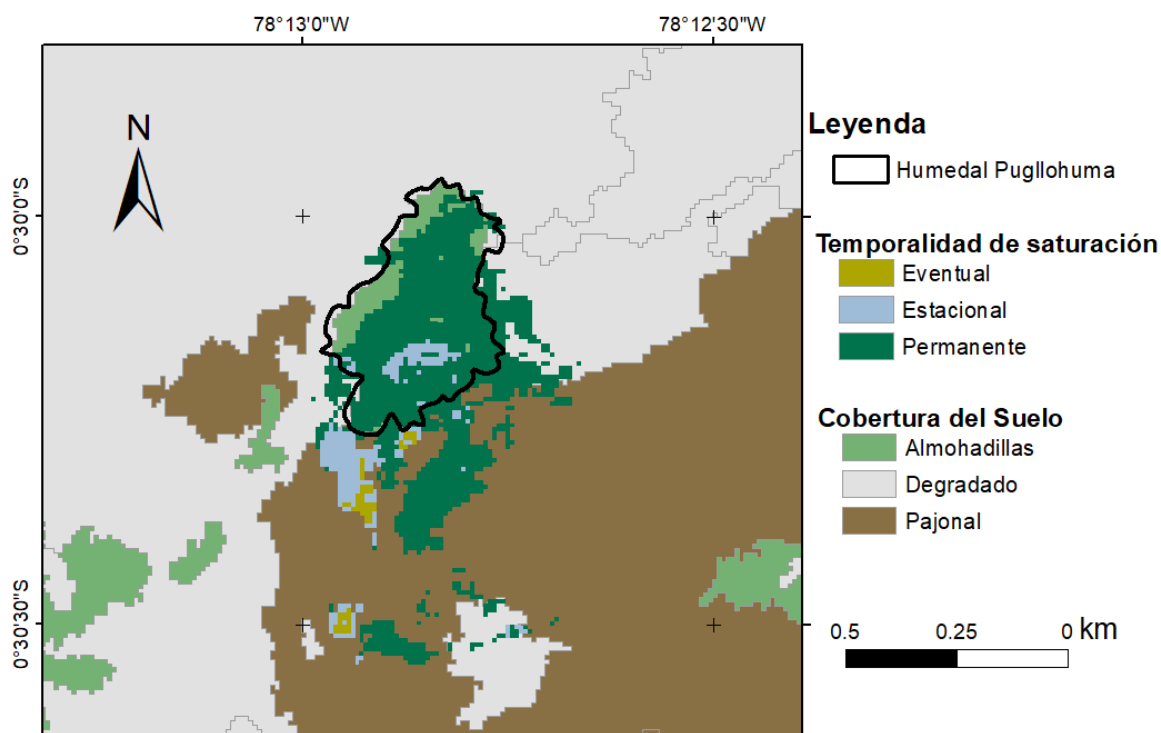 78°13'0"W
78°12'30"W
N
0°30'0"S
0°30'30"S
Leyenda
Humedal Pugllohuma
Temporalidad de saturación
Eventual
Estacional
Permanente
Cobertura del Suelo
Almohadillas
Degradado
Pajonal
0.5 0.25 0 km